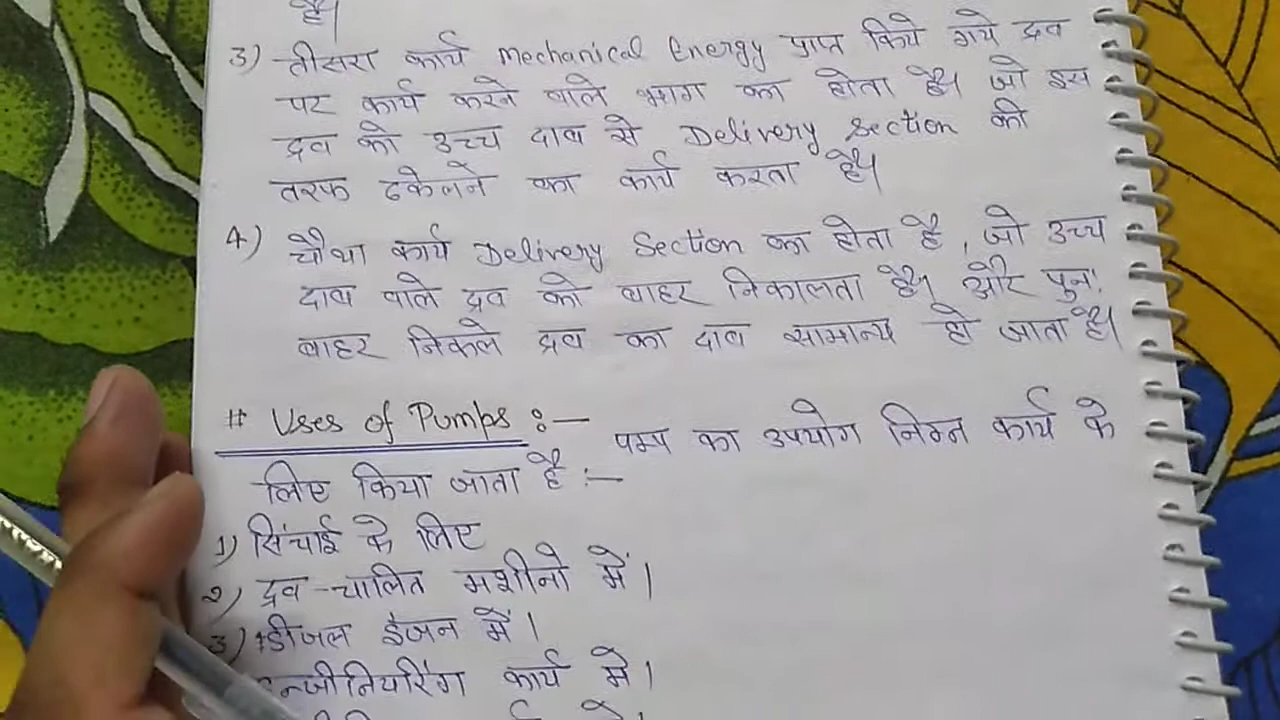 है।
3) तीसरा कार्य Mechanical Energy प्राप्त किये गये द्रव
पर कार्य करने वाले भाग का होता है। जो इस
द्रव को उच्च दाब से Delivery Section की
तरफ ढकेलने का कार्य करता है।
4) चौथा कार्य Delivery Section का होता है, जो उच्च
दाब वाले द्रव को बाहर निकालता है। और पुनः
बाहर निकले द्रव का दाब सामान्य हो जाता है।
# Uses of Pumps :— पम्प का उपयोग निम्न कार्य के
लिए किया जाता है :—
1) सिंचाई के लिए
2) द्रव-चालित मशीनो में।
3) डीजल इंजन में।
इन्जीनियरिंग कार्य में।